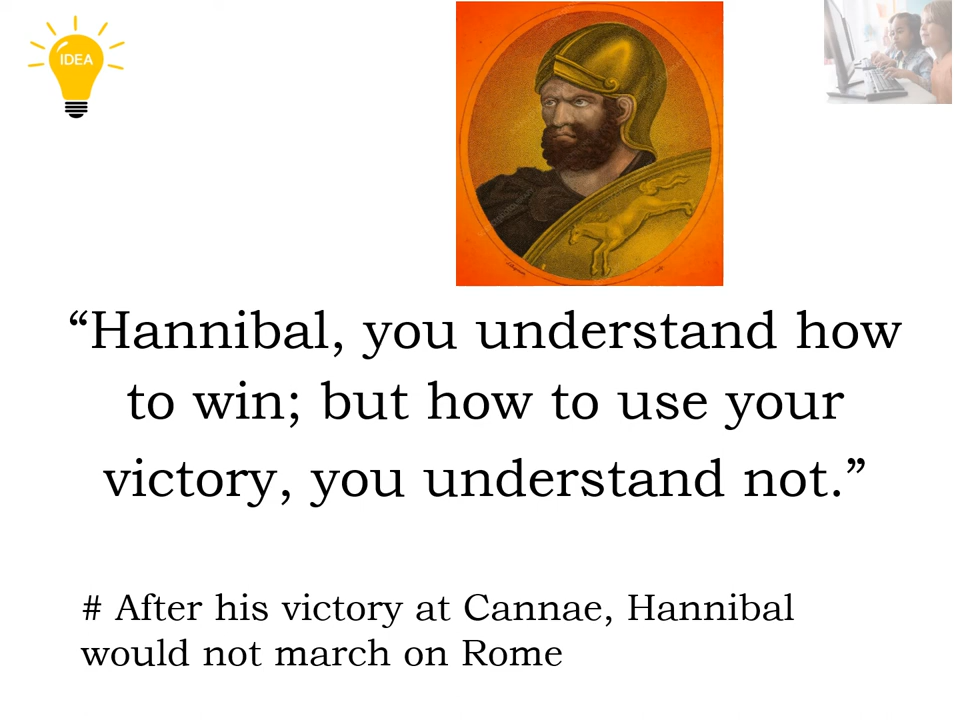 IDEA
“Hannibal, you understand how
to win; but how to use your
victory, you understand not.”
# After his victory at Cannae, Hannibal
would not march on Rome